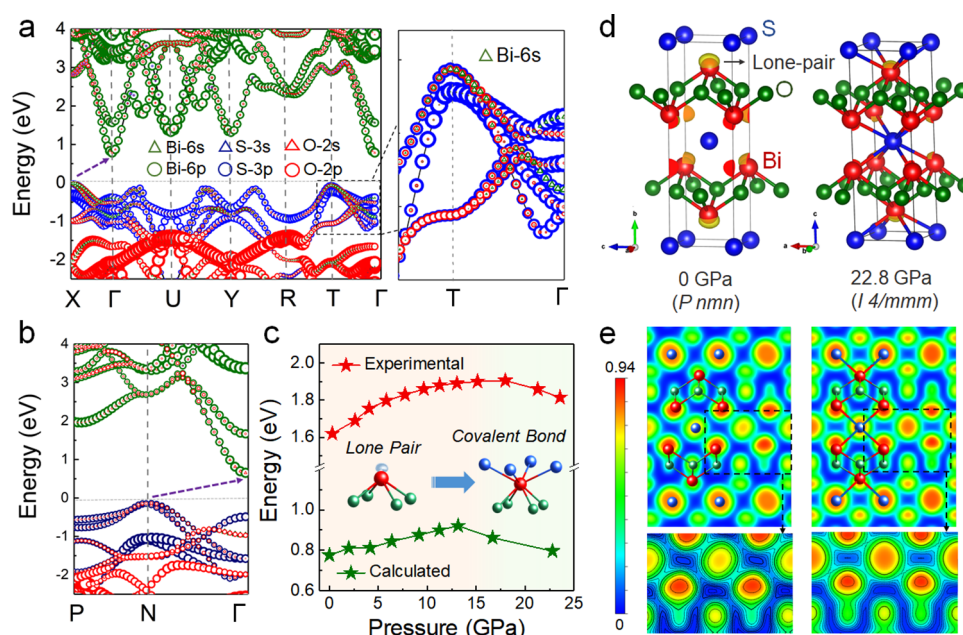 a
Energy (eV)
4
3
2
1
0
-1
-2
Bi-6s S-3s O-2s
Bi-6p S-3p O-2p
X Γ U Y R T Γ
Bi-6s
T Γ
b
Energy (eV)
4
3
2
1
0
-1
-2
P N Γ
c
Energy (eV)
2.0
1.8
1.6
1.0
0.8
0.6
Experimental
Lone Pair
Covalent Bond
Calculated
0 5 10 15 20 25
Pressure (GPa)
d
S
Lone-pair
O
Bi
b
c
a
c
a
b
0 GPa
(P nmn)
22.8 GPa
(I 4/mmm)
e
0.94
0